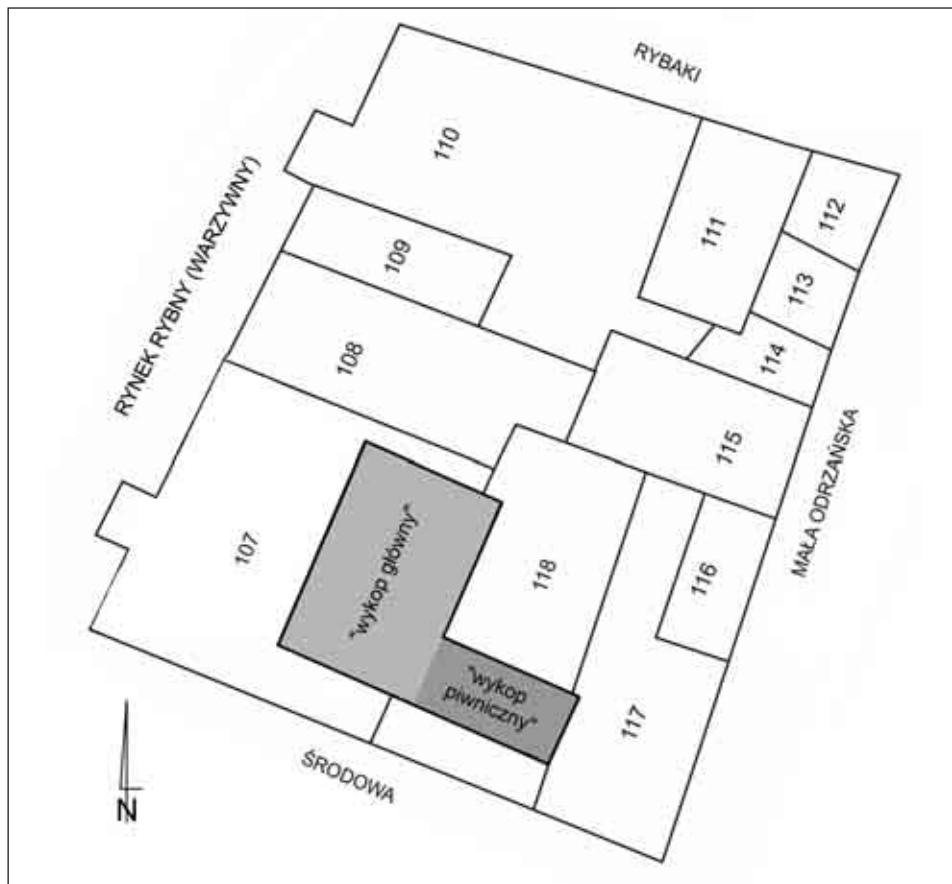 RYBAKI
110
111
112
RYNEK RYBNY (WARZYWNY)
109
113
108
114
115
MAŁA ODRZAŃSKA
107
"wykop główny"
118
116
"wykop
piwniczny"
117
ŚRODOWA
N